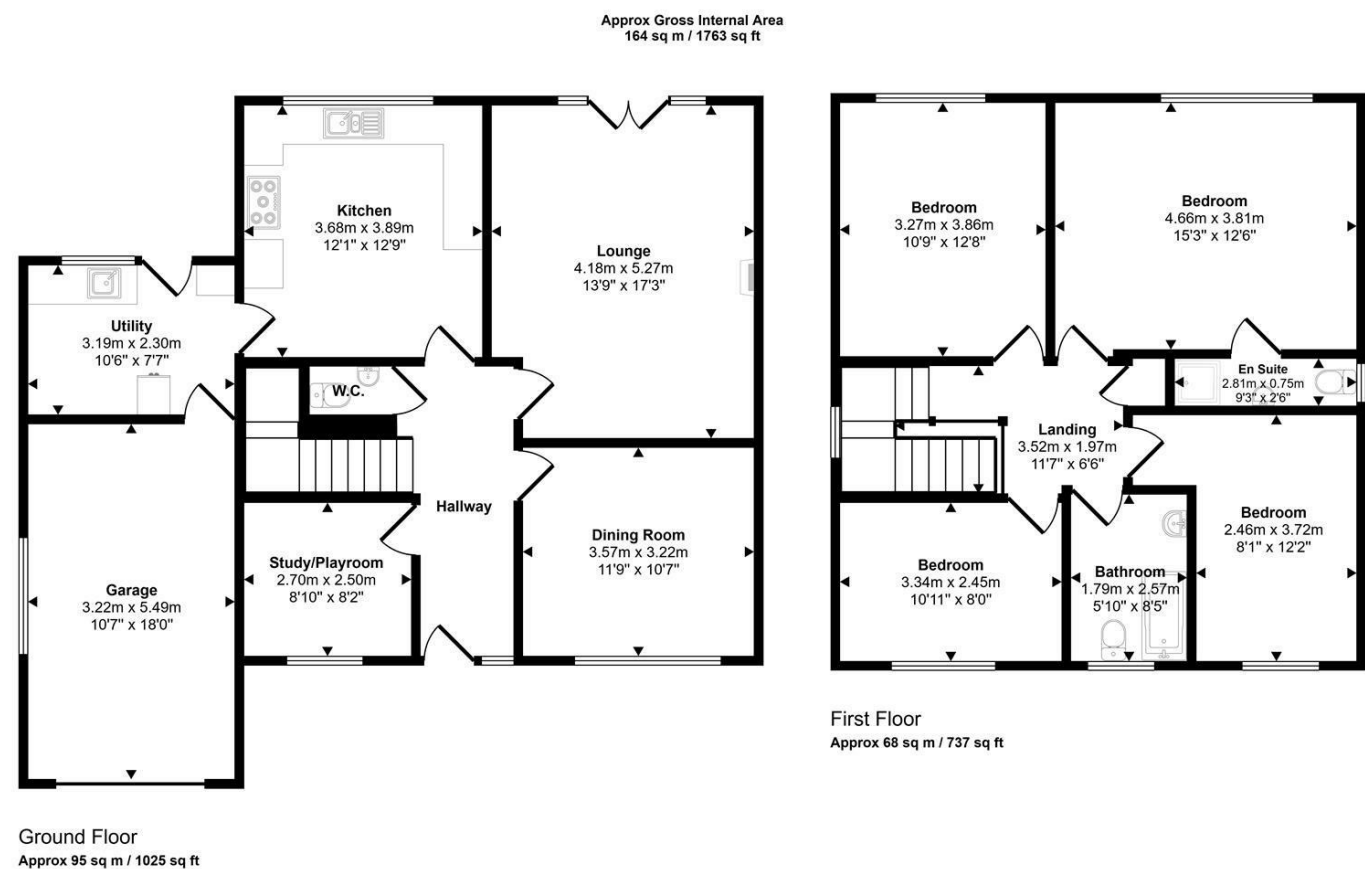 Approx Gross Internal Area
164 sq m / 1763 sq ft
Kitchen
3.68m x 3.89m
12'1" x 12'9"
Lounge
4.18m x 5.27m
13'9" x 17'3"
Utility
3.19m x 2.30m
10'6" x 7'7"
W.C.
Hallway
Study/Playroom
2.70m x 2.50m
8'10" x 8'2"
Dining Room
3.57m x 3.22m
11'9" x 10'7"
Garage
3.22m x 5.49m
10'7" x 18'0"
Ground Floor
Approx 95 sq m / 1025 sq ft
Bedroom
3.27m x 3.86m
10'9" x 12'8"
Bedroom
4.66m x 3.81m
15'3" x 12'6"
En Suite
2.81m x 0.75m
9'3" x 2'6"
Landing
3.52m x 1.97m
11'7" x 6'6"
Bedroom
3.34m x 2.45m
10'11" x 8'0"
Bathroom
1.79m x 2.57m
5'10" x 8'5"
Bedroom
2.46m x 3.72m
8'1" x 12'2"
First Floor
Approx 68 sq m / 737 sq ft